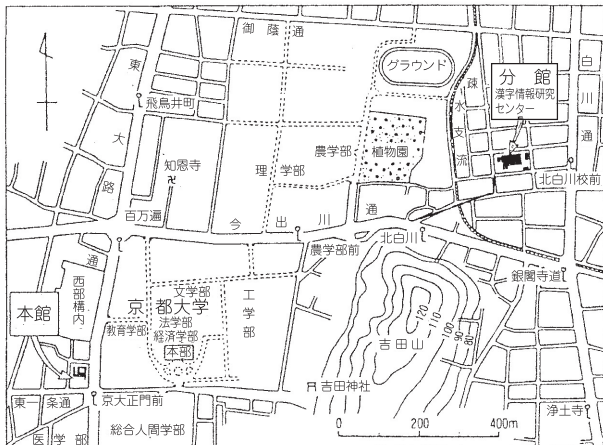 御蔭通
グラウンド
分館
漢字情報研究
センター
白川通
疏水支流
東大路通
飛鳥井町
知恩寺
卍
理学部
農学部
植物園
北白川校前
百万遍
今出川通
農学部前
北白川
銀閣寺道
西部構内
本館
京都大学
文学部
法学部
経済学部
教育学部
本部
工学部
120
110
100
90
80
吉田山
吉田神社
東一条通
京大正門前
浄土寺
医学部
総合人間学部
0 200 400m